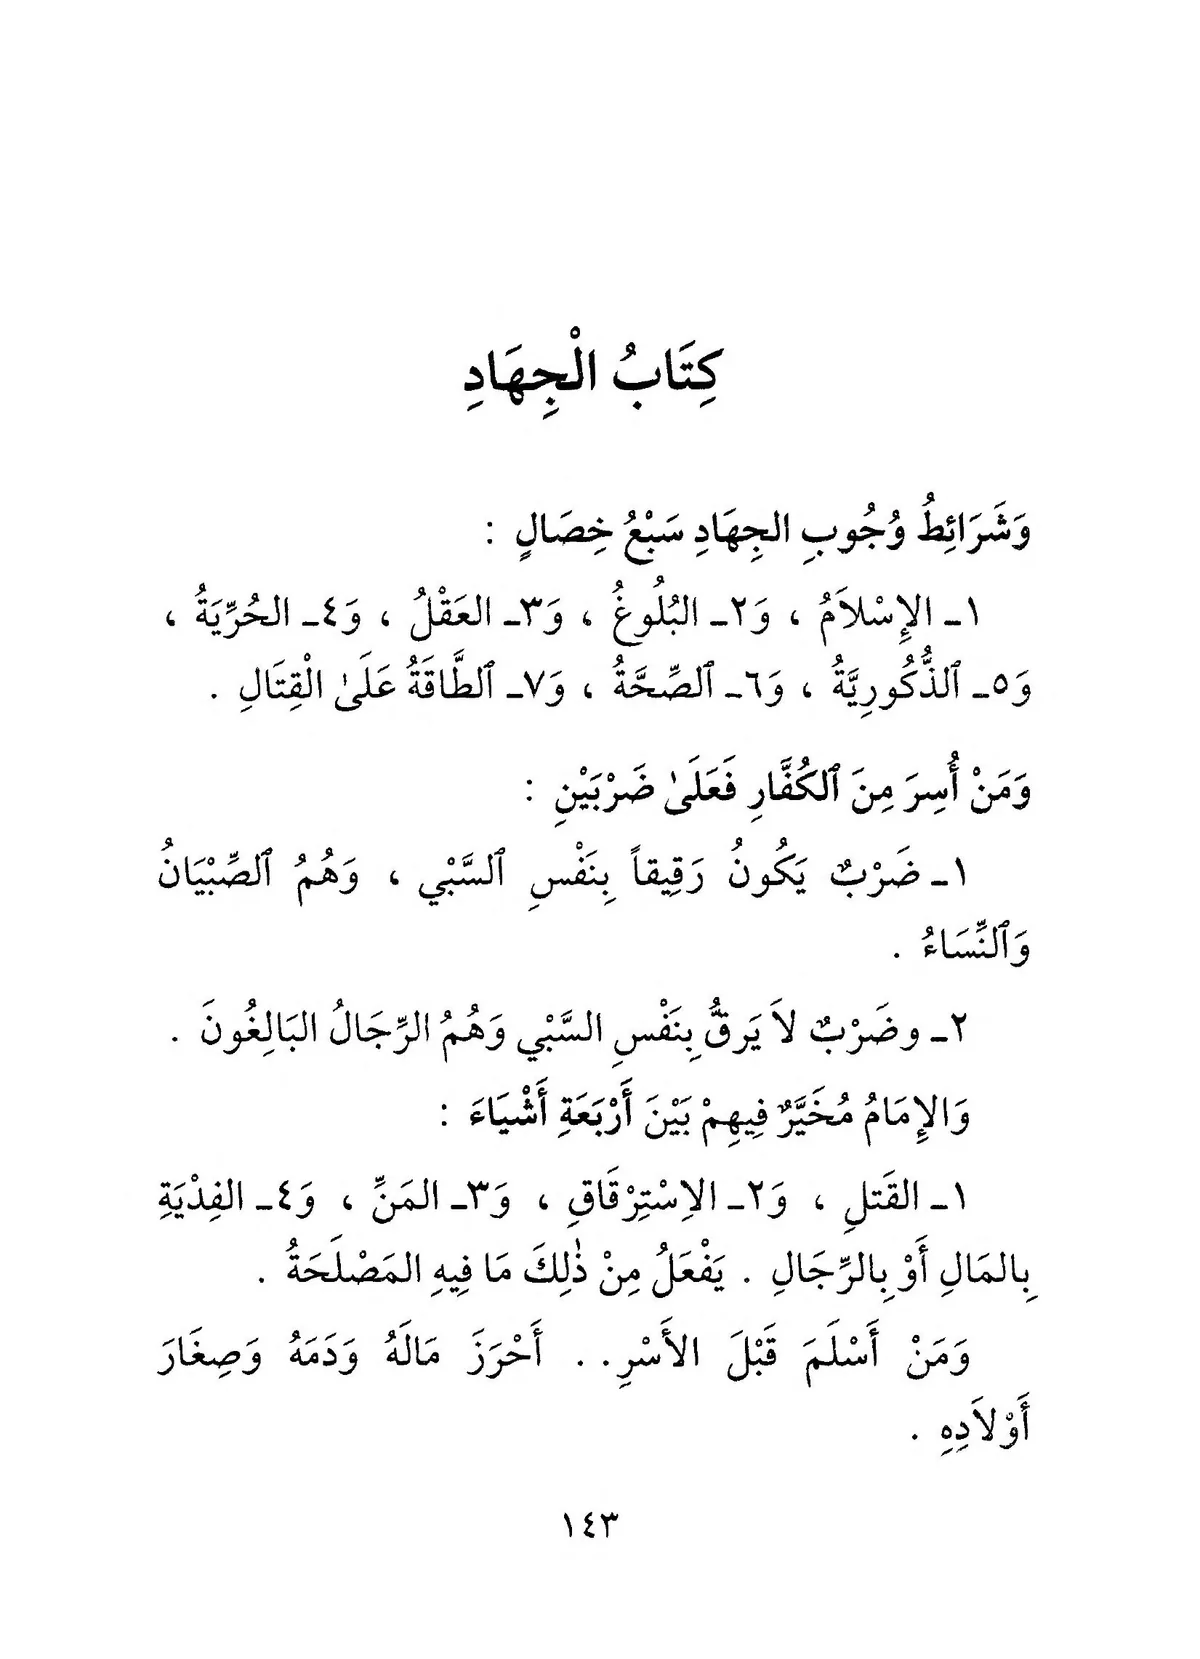 كِتَابُ الْجِهَادِ
وَشَرَائِطُ وُجُوبِ الجِهَادِ سَبْعُ خِصَالٍ :
١ـ الإِسْلاَمُ ، وَ٢ـ البُلُوغُ ، وَ٣ـ العَقْلُ ، وَ٤ـ الحُرِّيَةُ ،
وَ٥ـ ٱلذُّكُورِيَّةُ ، وَ٦ـ ٱلصِّحَّةُ ، وَ٧ـ ٱلطَّاقَةُ عَلَىٰ الْقِتَالِ .
وَمَنْ أُسِرَ مِنَ ٱلكُفَّارِ فَعَلَىٰ ضَرْبَيْنِ :
١ـ ضَرْبٌ يَكُونُ رَقِيقاً بِنَفْسِ ٱلسَّبْي ، وَهُمُ ٱلصِّبْيَانُ
وَٱلنِّسَاءُ .
٢ـ وضَرْبٌ لاَ يَرقُّ بِنَفْسِ السَّبْي وَهُمُ الرِّجَالُ البَالِغُونَ .
وَالإِمَامُ مُخَيَّرٌ فِيهِمْ بَيْنَ أَرْبَعَةِ أَشْيَاءَ :
١ـ القَتلِ ، وَ٢ـ الاِسْتِرْقَاقِ ، وَ٣ـ المَنِّ ، وَ٤ـ الفِدْيَةِ
بِالمَالِ أَوْ بِالرِّجَالِ . يَفْعَلُ مِنْ ذٰلِكَ مَا فِيهِ المَصْلَحَةُ .
وَمَنْ أَسْلَمَ قَبْلَ الأَسْرِ . . أَحْرَزَ مَالَهُ وَدَمَهُ وَصِغَارَ
أَوْلاَدِهِ .
١٤٣